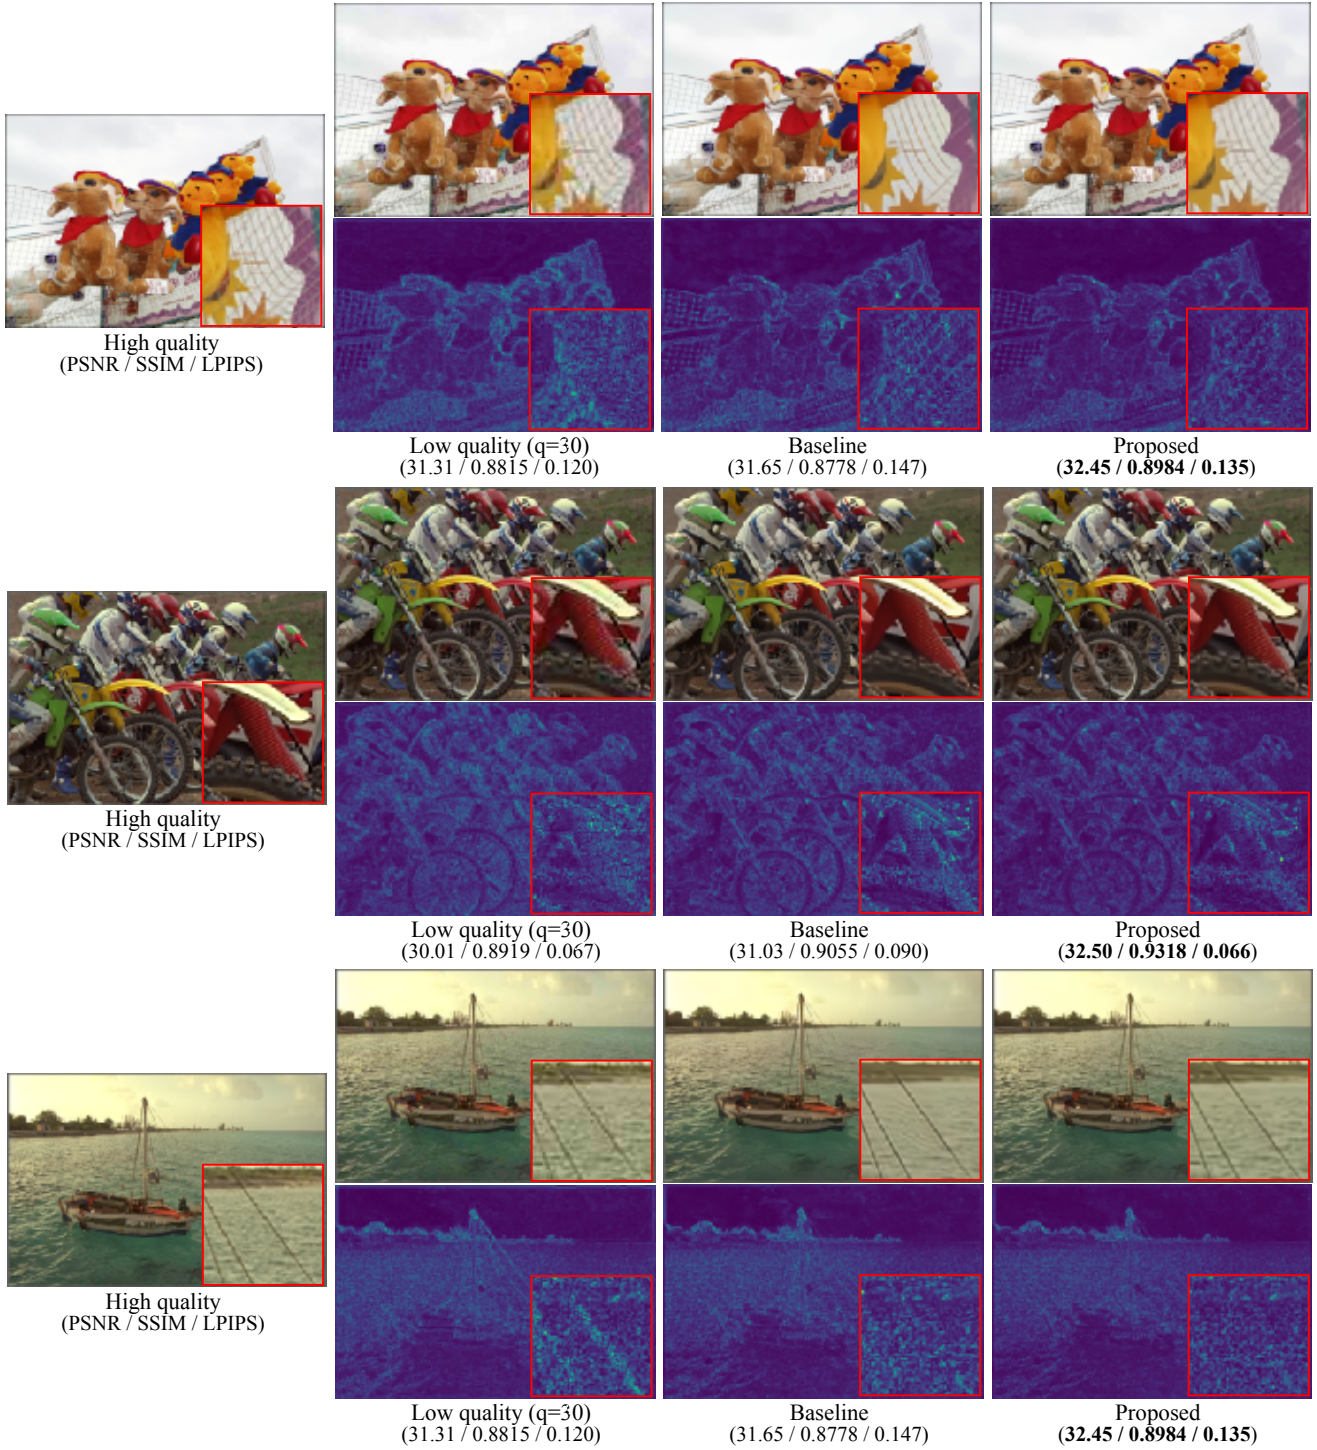 High quality
(PSNR / SSIM / LPIPS)
Low quality (q=30)
(31.31 / 0.8815 / 0.120)
Baseline
(31.65 / 0.8778 / 0.147)
Proposed
(32.45 / 0.8984 / 0.135)
High quality
(PSNR / SSIM / LPIPS)
Low quality (q=30)
(30.01 / 0.8919 / 0.067)
Baseline
(31.03 / 0.9055 / 0.090)
Proposed
(32.50 / 0.9318 / 0.066)
High quality
(PSNR / SSIM / LPIPS)
Low quality (q=30)
(31.31 / 0.8815 / 0.120)
Baseline
(31.65 / 0.8778 / 0.147)
Proposed
(32.45 / 0.8984 / 0.135)